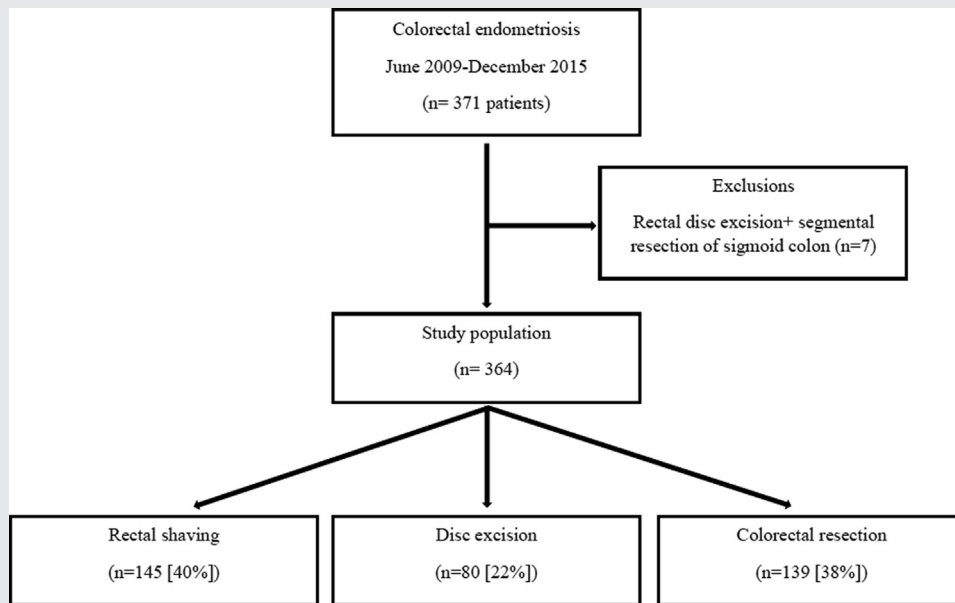 Colorectal endometriosis
June 2009-December 2015
(n= 371 patients)
Exclusions
Rectal disc excision+ segmental
resection of sigmoid colon (n=7)
Study population
(n= 364)
Rectal shaving
(n=145 [40%])
Disc excision
(n=80 [22%])
Colorectal resection
(n=139 [38%])